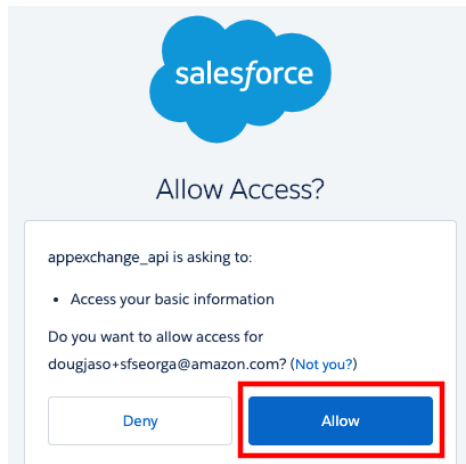 salesforce
Allow Access?
appexchange_api is asking to:
• Access your basic information
Do you want to allow access for
dougjaso+sfseorga@amazon.com? (Not you?)
Deny
Allow